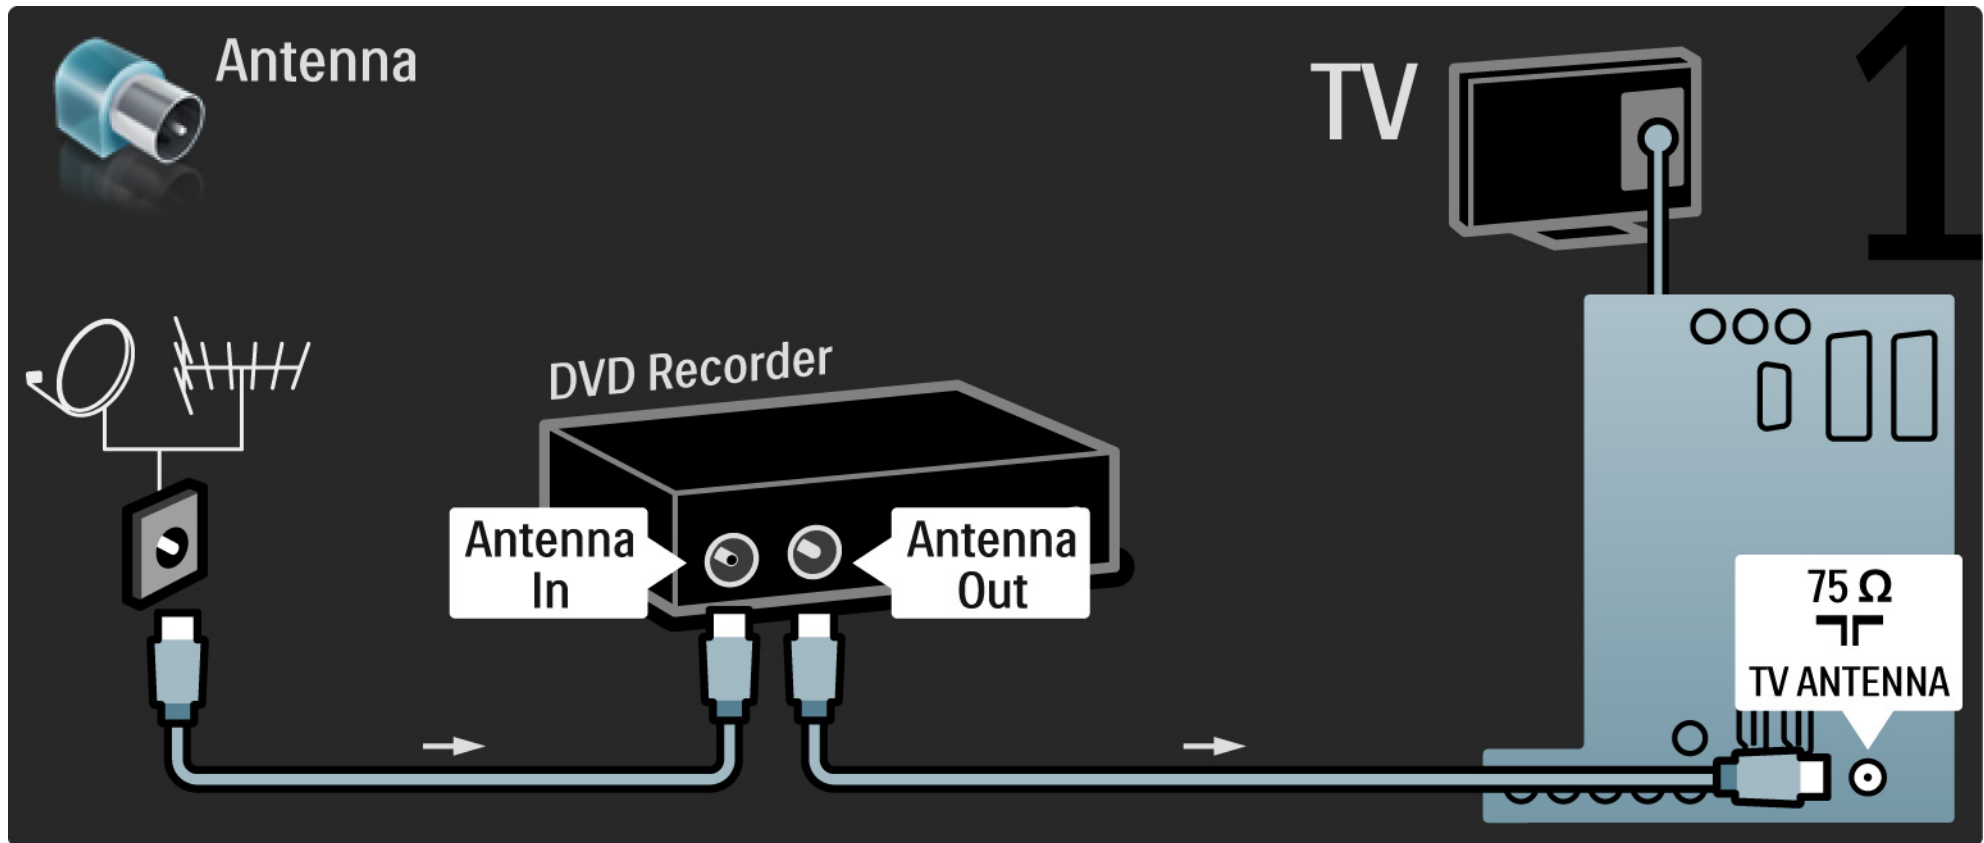 Antenna
TV
1
DVD Recorder
Antenna
In
Antenna
Out
75 Ω
TV ANTENNA